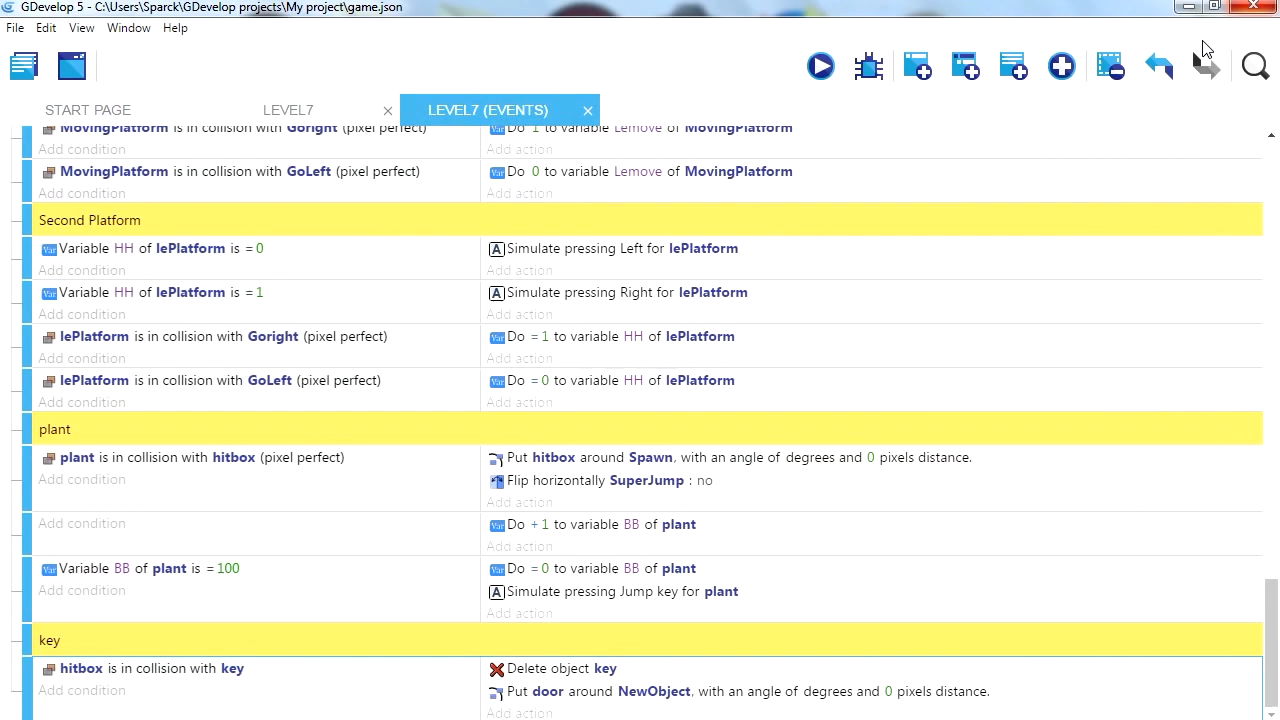 GDevelop 5 - C:\Users\Sparck\GDevelop projects\My project\game.json
File Edit View Window Help
START PAGE LEVEL7 LEVEL7 (EVENTS)
MovingPlatform is in collision with Goright (pixel perfect) Do 1 to variable Lemove of MovingPlatform
Add condition Add action
MovingPlatform is in collision with GoLeft (pixel perfect) Do 0 to variable Lemove of MovingPlatform
Add condition Add action
Second Platform
Var Variable HH of lePlatform is = 0 A Simulate pressing Left for lePlatform
Add condition Add action
Var Variable HH of lePlatform is = 1 A Simulate pressing Right for lePlatform
Add condition Add action
lePlatform is in collision with Goright (pixel perfect) Var Do = 1 to variable HH of lePlatform
Add condition Add action
lePlatform is in collision with GoLeft (pixel perfect) Var Do = 0 to variable HH of lePlatform
Add condition Add action
plant
plant is in collision with hitbox (pixel perfect) Put hitbox around Spawn, with an angle of degrees and 0 pixels distance.
Add condition Flip horizontally SuperJump : no
Add action
Add condition Var Do + 1 to variable BB of plant
Add action
Var Variable BB of plant is = 100 Var Do = 0 to variable BB of plant
Add condition A Simulate pressing Jump key for plant
Add action
key
hitbox is in collision with key Delete object key
Add condition Put door around NewObject, with an angle of degrees and 0 pixels distance.
Add action